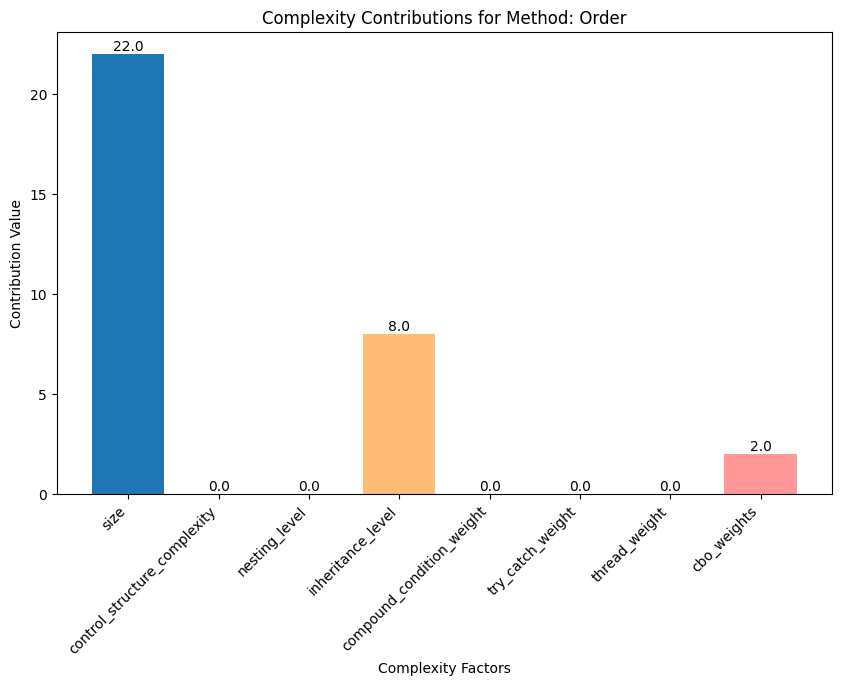 Complexity Contributions for Method: Order
Contribution Value
20
15
10
5
0
22.0
0.0
0.0
8.0
0.0
0.0
0.0
2.0
size
control_structure_complexity
nesting_level
inheritance_level
compound_condition_weight
try_catch_weight
thread_weight
cbo_weights
Complexity Factors